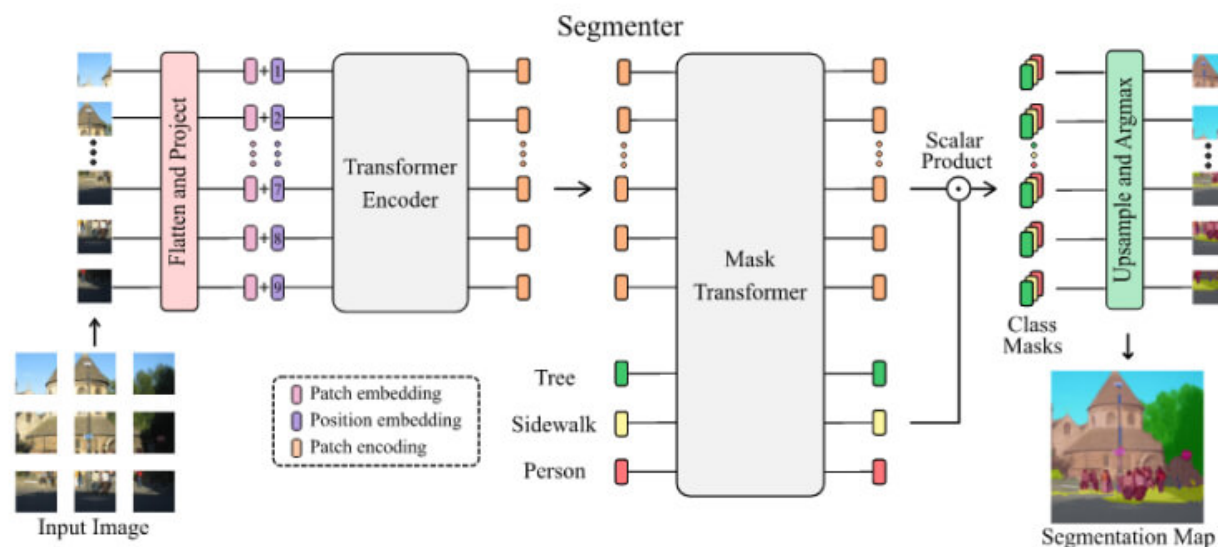 Segmenter
Flatten and Project
+ 1
+ 2
+ 7
+ 8
+ 9
Transformer
Encoder
Mask
Transformer
Scalar
Product
Upsample and Argmax
Class
Masks
Tree
Sidewalk
Person
Patch embedding
Position embedding
Patch encoding
Input Image
Segmentation Map